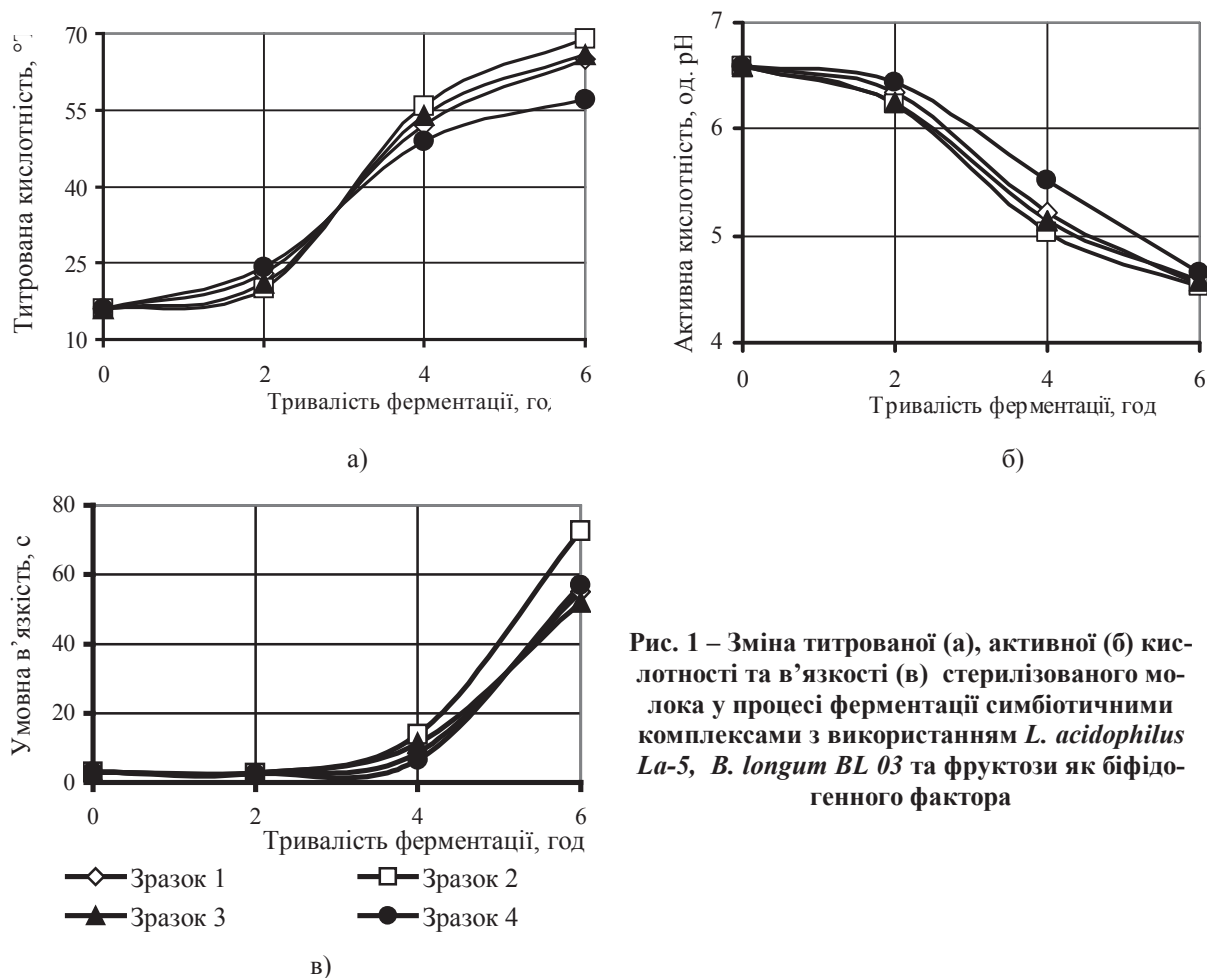 Титрована кислотність, °Т
70
55
40
25
10
0 2 4 6
Тривалість ферментації, год
а)
Активна кислотність, од. рН
7
6
5
4
0 2 4 6
Тривалість ферментації, год
б)
Умовна в’язкість, с
80
60
40
20
0
0 2 4 6
Тривалість ферментації, год
Зразок 1 Зразок 2
Зразок 3 Зразок 4
в)
Рис. 1 – Зміна титрованої (а), активної (б) кис-
лотності та в’язкості (в) стерилізованого мо-
лока у процесі ферментації симбіотичними
комплексами з використанням L. acidophilus
La-5, B. longum BL 03 та фруктози як біфідо-
генного фактора